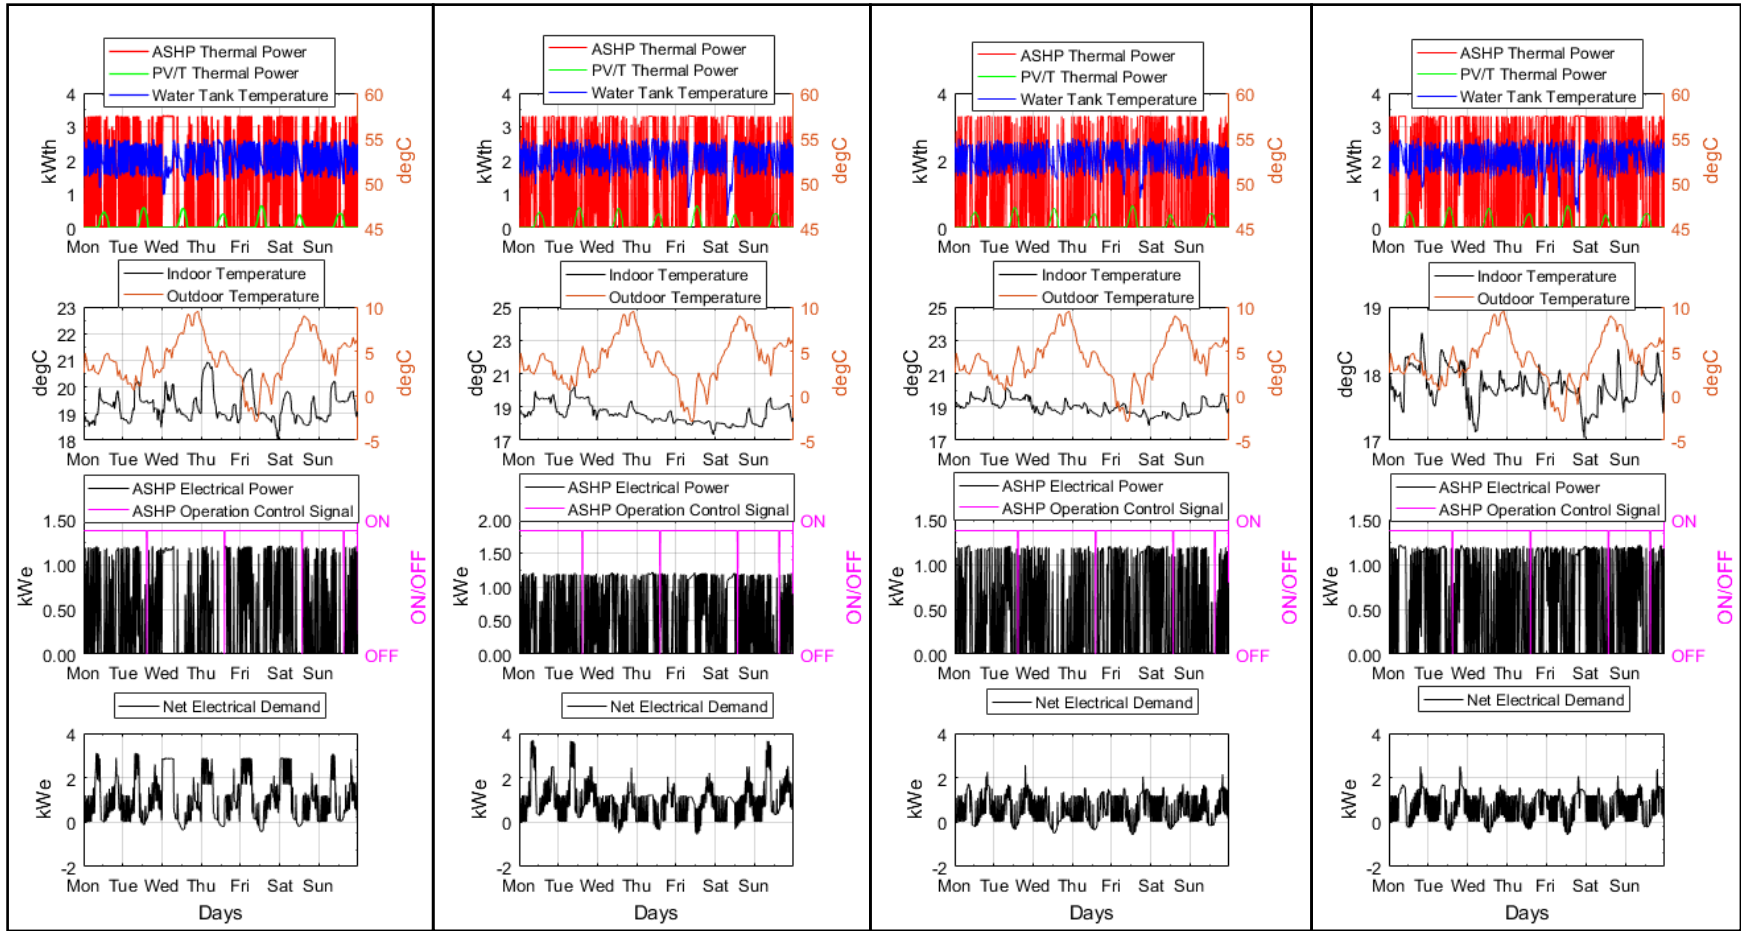 ASHP Thermal Power
PV/T Thermal Power
Water Tank Temperature
4
3
2
1
0
kWth
60
55
50
45
degC
Mon Tue Wed Thu Fri Sat Sun
Indoor Temperature
Outdoor Temperature
23
22
21
20
19
18
degC
10
5
0
-5
degC
Mon Tue Wed Thu Fri Sat Sun
ASHP Electrical Power
ASHP Operation Control Signal
1.50
1.00
0.50
0.00
kWe
ON
OFF
ON/OFF
Mon Tue Wed Thu Fri Sat Sun
Net Electrical Demand
4
2
0
-2
kWe
Mon Tue Wed Thu Fri Sat Sun
Days
ASHP Thermal Power
PV/T Thermal Power
Water Tank Temperature
4
3
2
1
0
kWth
60
55
50
45
degC
Mon Tue Wed Thu Fri Sat Sun
Indoor Temperature
Outdoor Temperature
25
23
21
19
17
degC
10
5
0
-5
degC
Mon Tue Wed Thu Fri Sat Sun
ASHP Electrical Power
ASHP Operation Control Signal
2.00
1.50
1.00
0.50
0.00
kWe
ON
OFF
ON/OFF
Mon Tue Wed Thu Fri Sat Sun
Net Electrical Demand
4
2
0
-2
kWe
Mon Tue Wed Thu Fri Sat Sun
Days
ASHP Thermal Power
PV/T Thermal Power
Water Tank Temperature
4
3
2
1
0
kWth
60
55
50
45
degC
Mon Tue Wed Thu Fri Sat Sun
Indoor Temperature
Outdoor Temperature
25
23
21
19
17
degC
10
5
0
-5
degC
Mon Tue Wed Thu Fri Sat Sun
ASHP Electrical Power
ASHP Operation Control Signal
1.50
1.00
0.50
0.00
kWe
ON
OFF
ON/OFF
Mon Tue Wed Thu Fri Sat Sun
Net Electrical Demand
4
2
0
-2
kWe
Mon Tue Wed Thu Fri Sat Sun
Days
ASHP Thermal Power
PV/T Thermal Power
Water Tank Temperature
4
3
2
1
0
kWth
60
55
50
45
degC
Mon Tue Wed Thu Fri Sat Sun
Indoor Temperature
Outdoor Temperature
19
18
17
degC
10
5
0
-5
degC
Mon Tue Wed Thu Fri Sat Sun
ASHP Electrical Power
ASHP Operation Control Signal
1.50
1.00
0.50
0.00
kWe
ON
OFF
ON/OFF
Mon Tue Wed Thu Fri Sat Sun
Net Electrical Demand
4
2
0
-2
kWe
Mon Tue Wed Thu Fri Sat Sun
Days